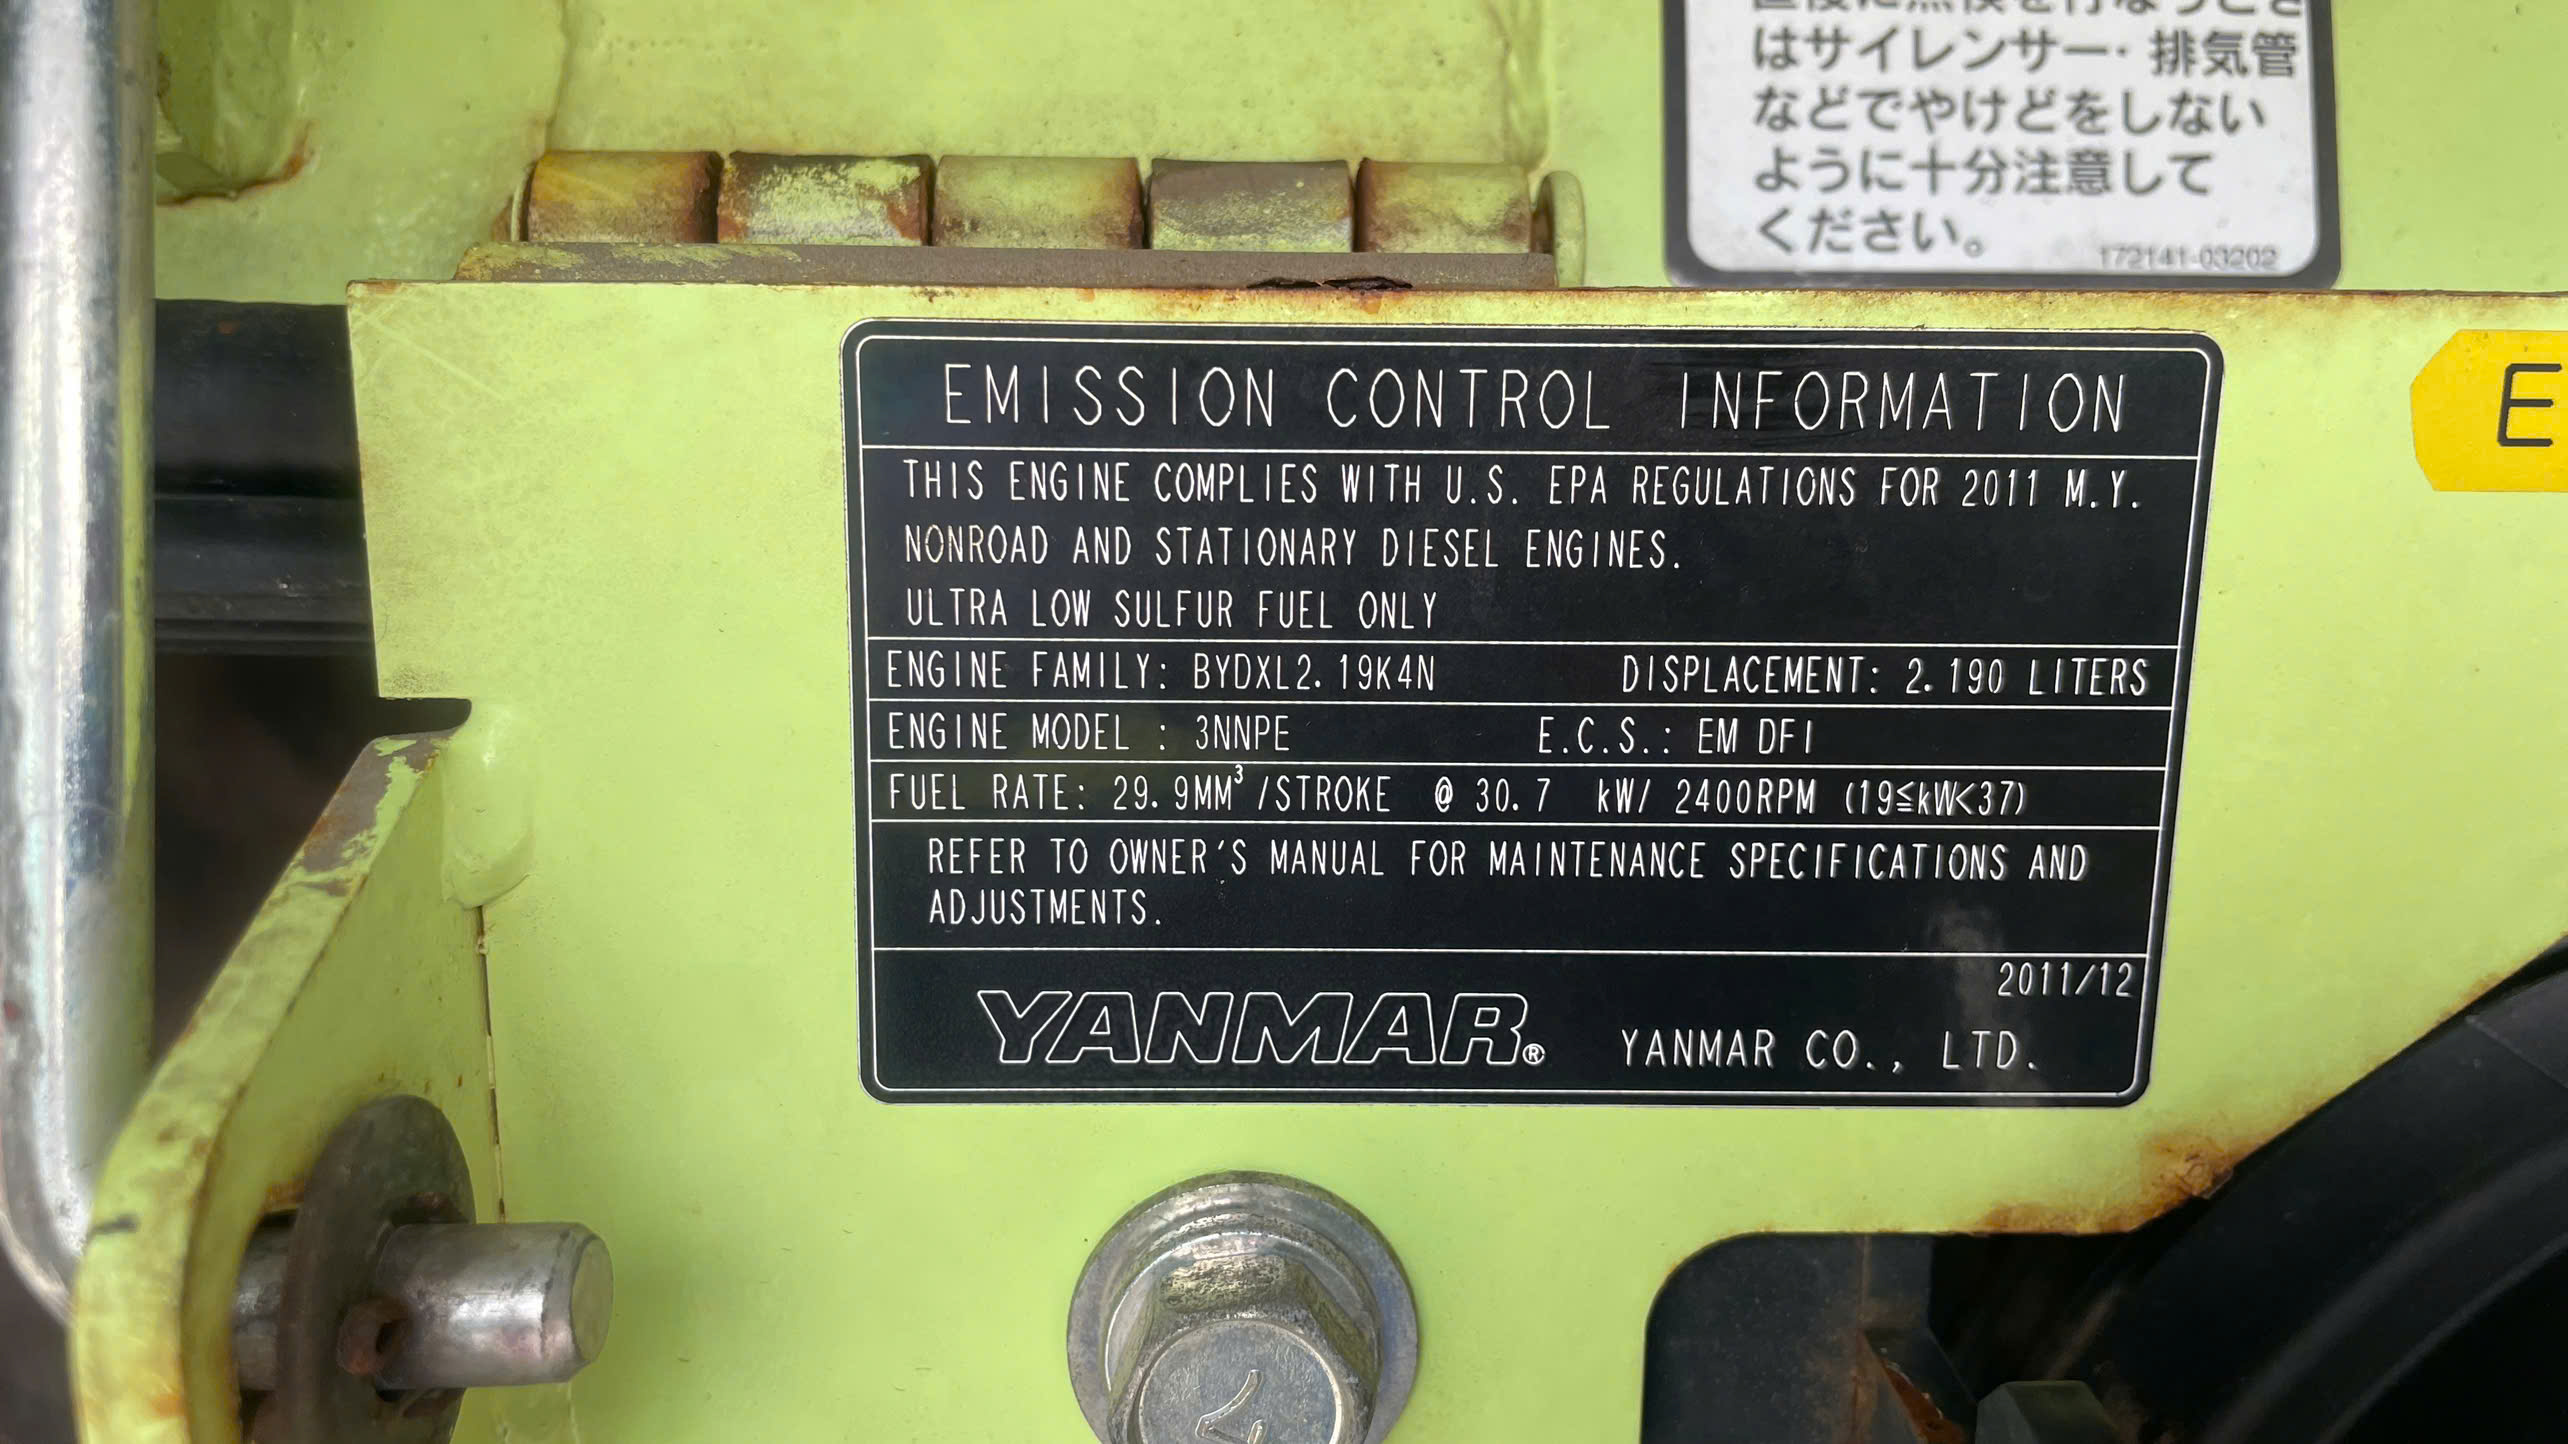 はサイレンサー・排気管
などでやけどをしない
ように十分注意して
ください。
172141-03202
EMISSION CONTROL INFORMATION
THIS ENGINE COMPLIES WITH U.S. EPA REGULATIONS FOR 2011 M.Y.
NONROAD AND STATIONARY DIESEL ENGINES.
ULTRA LOW SULFUR FUEL ONLY
ENGINE FAMILY: BYDXL2.19K4N DISPLACEMENT: 2.190 LITERS
ENGINE MODEL : 3NNPE E.C.S.: EM DFI
FUEL RATE: 29.9MM³/STROKE @ 30.7 kW/ 2400RPM (19≦kW<37)
REFER TO OWNER'S MANUAL FOR MAINTENANCE SPECIFICATIONS AND
ADJUSTMENTS.
2011/12
YANMAR® YANMAR CO., LTD.
E